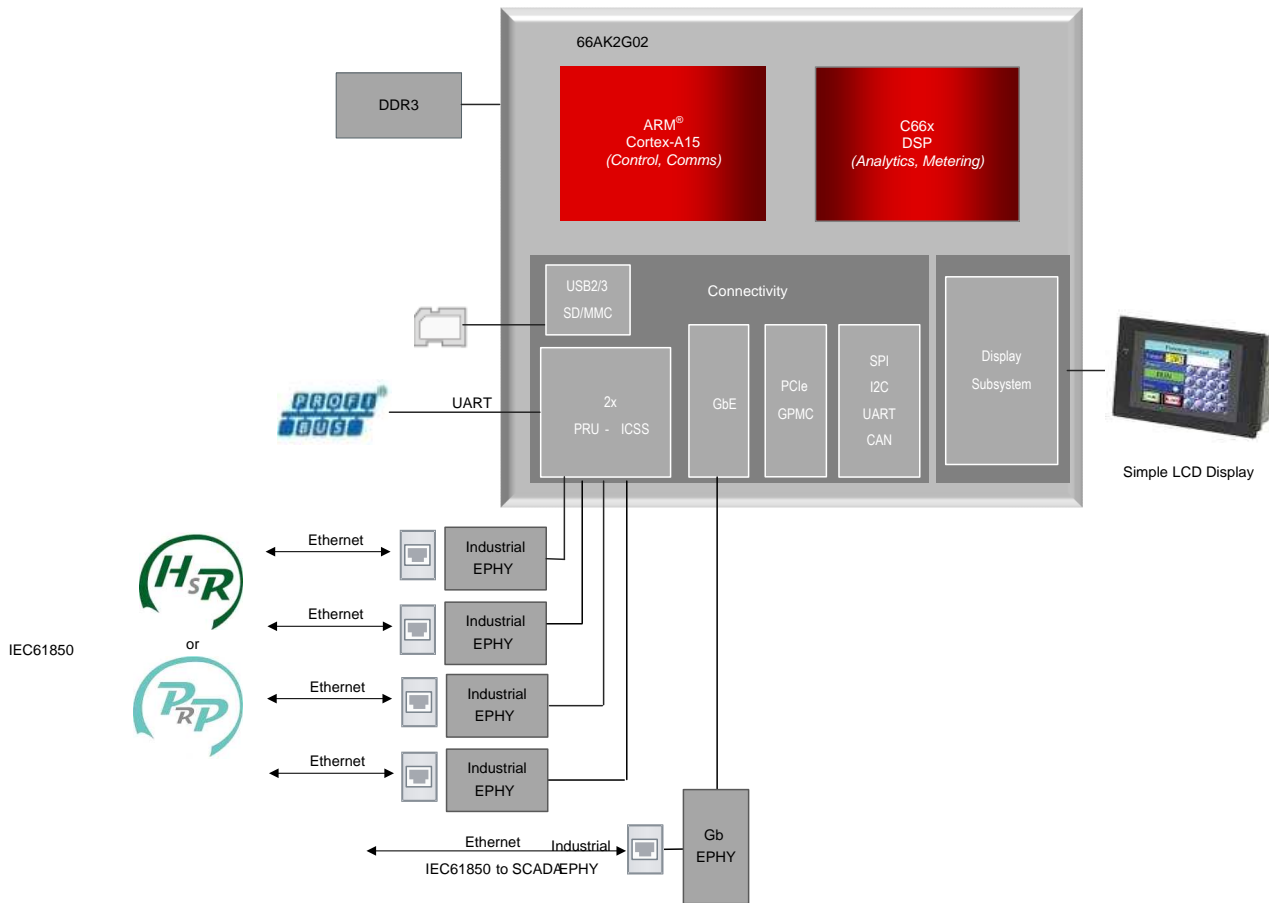 66AK2G02
DDR3
ARM®
Cortex-A15
(Control, Comms)
C66x
DSP
(Analytics, Metering)
Connectivity
USB2/3
SD/MMC
2x
PRU - ICSS
GbE
PCIe
GPMC
SPI
I2C
UART
CAN
Display
Subsystem
Simple LCD Display
PROFI®
BUS
UART
IEC61850
HSR
or
PRP
Ethernet
Industrial
EPHY
Ethernet
Industrial
EPHY
Ethernet
Industrial
EPHY
Ethernet
Industrial
EPHY
Ethernet
Industrial
IEC61850 to SCADA
EPHY
Gb
EPHY